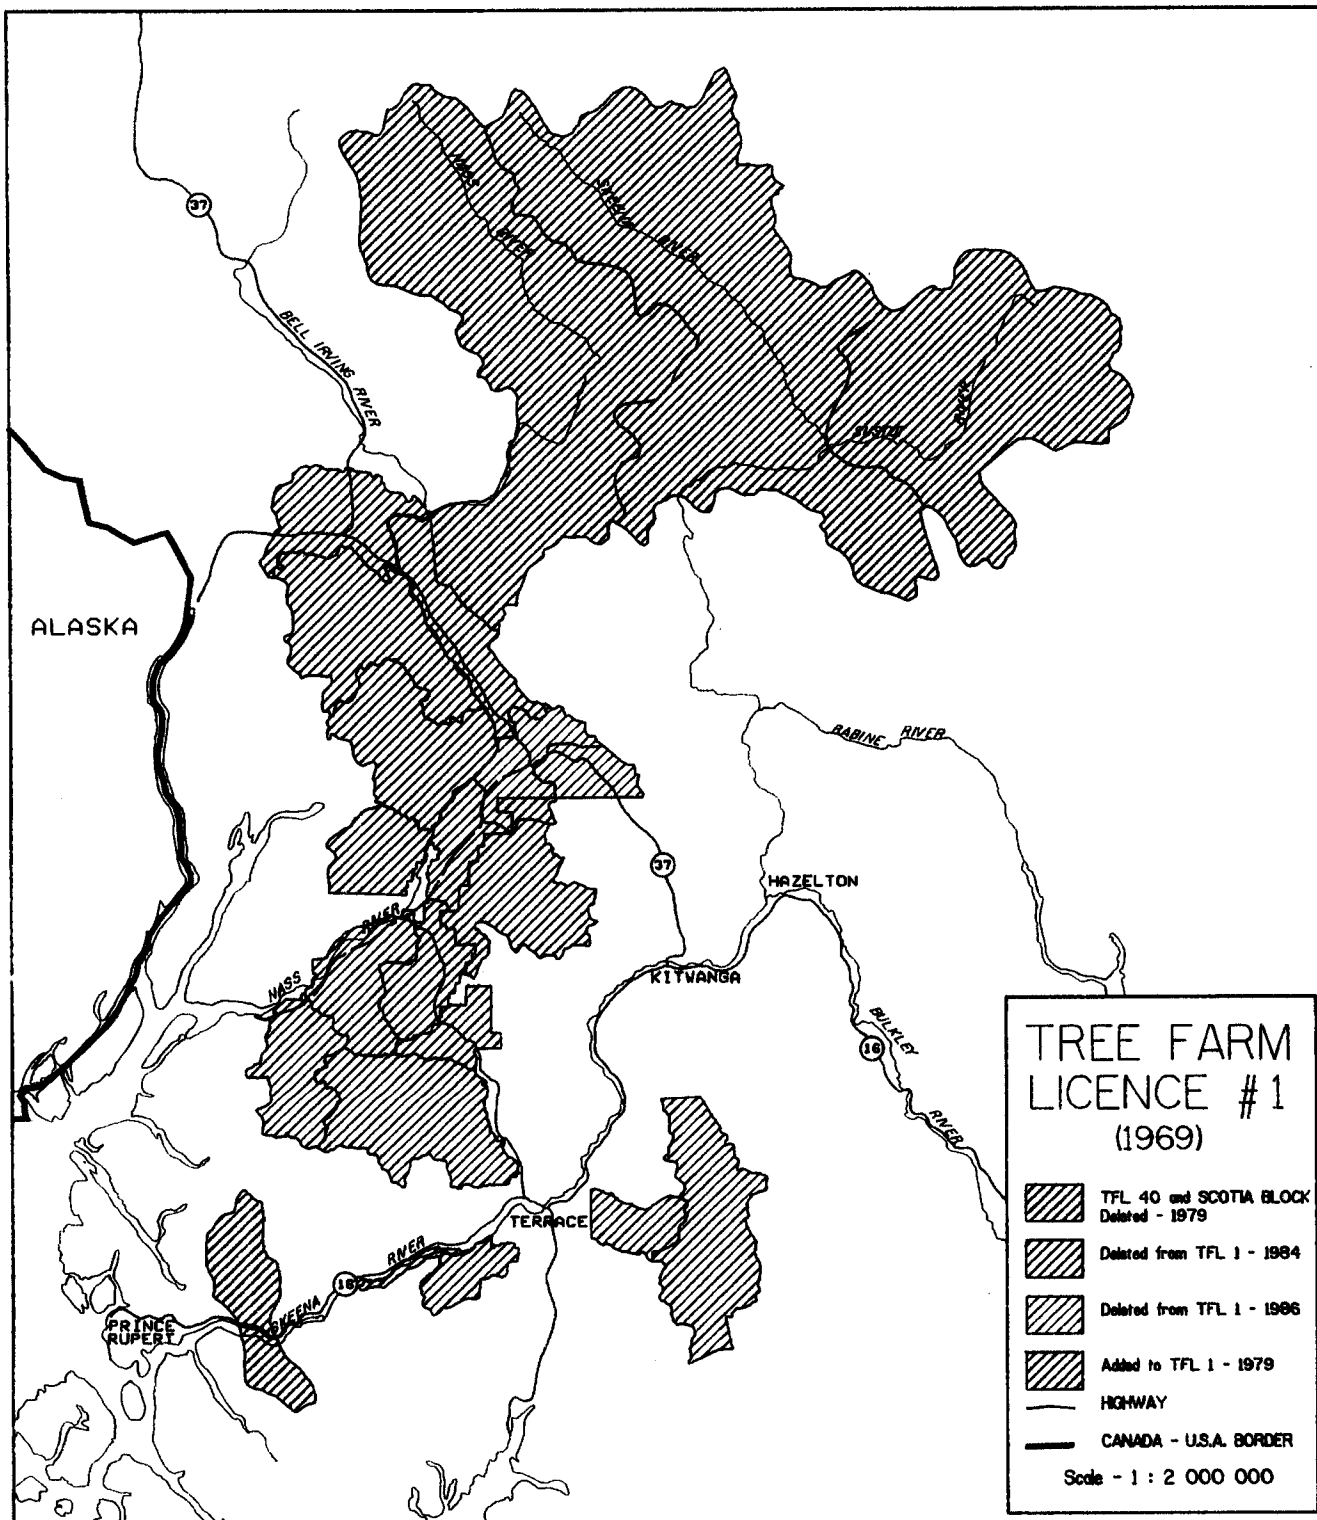 NASS
RIVER
SKEENA
RIVER
37
BELL IRVING RIVER
SUSTUT
RIVER
ALASKA
BABINE RIVER
37
HAZELTON
NASS RIVER
KITWANGA
BULKLEY
16
RIVER
TERRACE
RIVER
16
SKEENA
PRINCE
RUPERT
TREE FARM
LICENCE #1
(1969)
TFL 40 and SCOTIA BLOCK
Deleted - 1979
Deleted from TFL 1 - 1984
Deleted from TFL 1 - 1986
Added to TFL 1 - 1979
HIGHWAY
CANADA - U.S.A. BORDER
Scale - 1 : 2 000 000